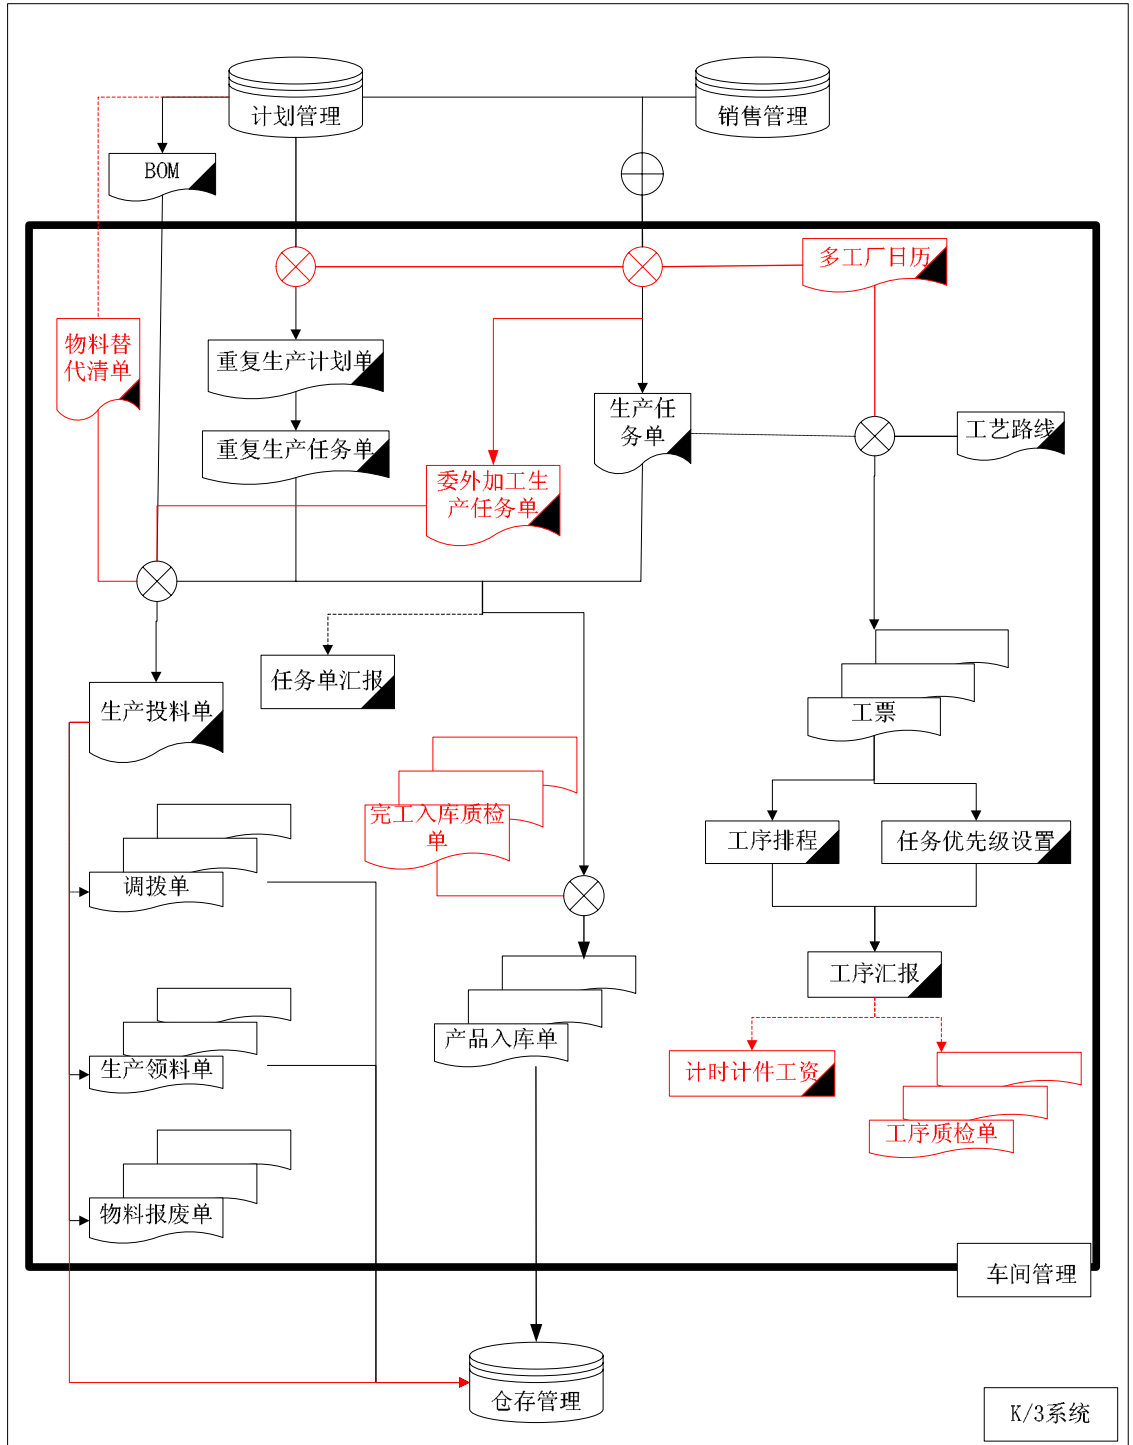 计划管理
销售管理
BOM
多工厂日历
物料替
代清单
重复生产计划单
生产任
务单
工艺路线
重复生产任务单
委外加工生
产任务单
任务单汇报
生产投料单
工票
完工入库质检
单
工序排程
任务优先级设置
调拨单
工序汇报
产品入库单
生产领料单
计时计件工资
工序质检单
物料报废单
车间管理
仓存管理
K/3系统